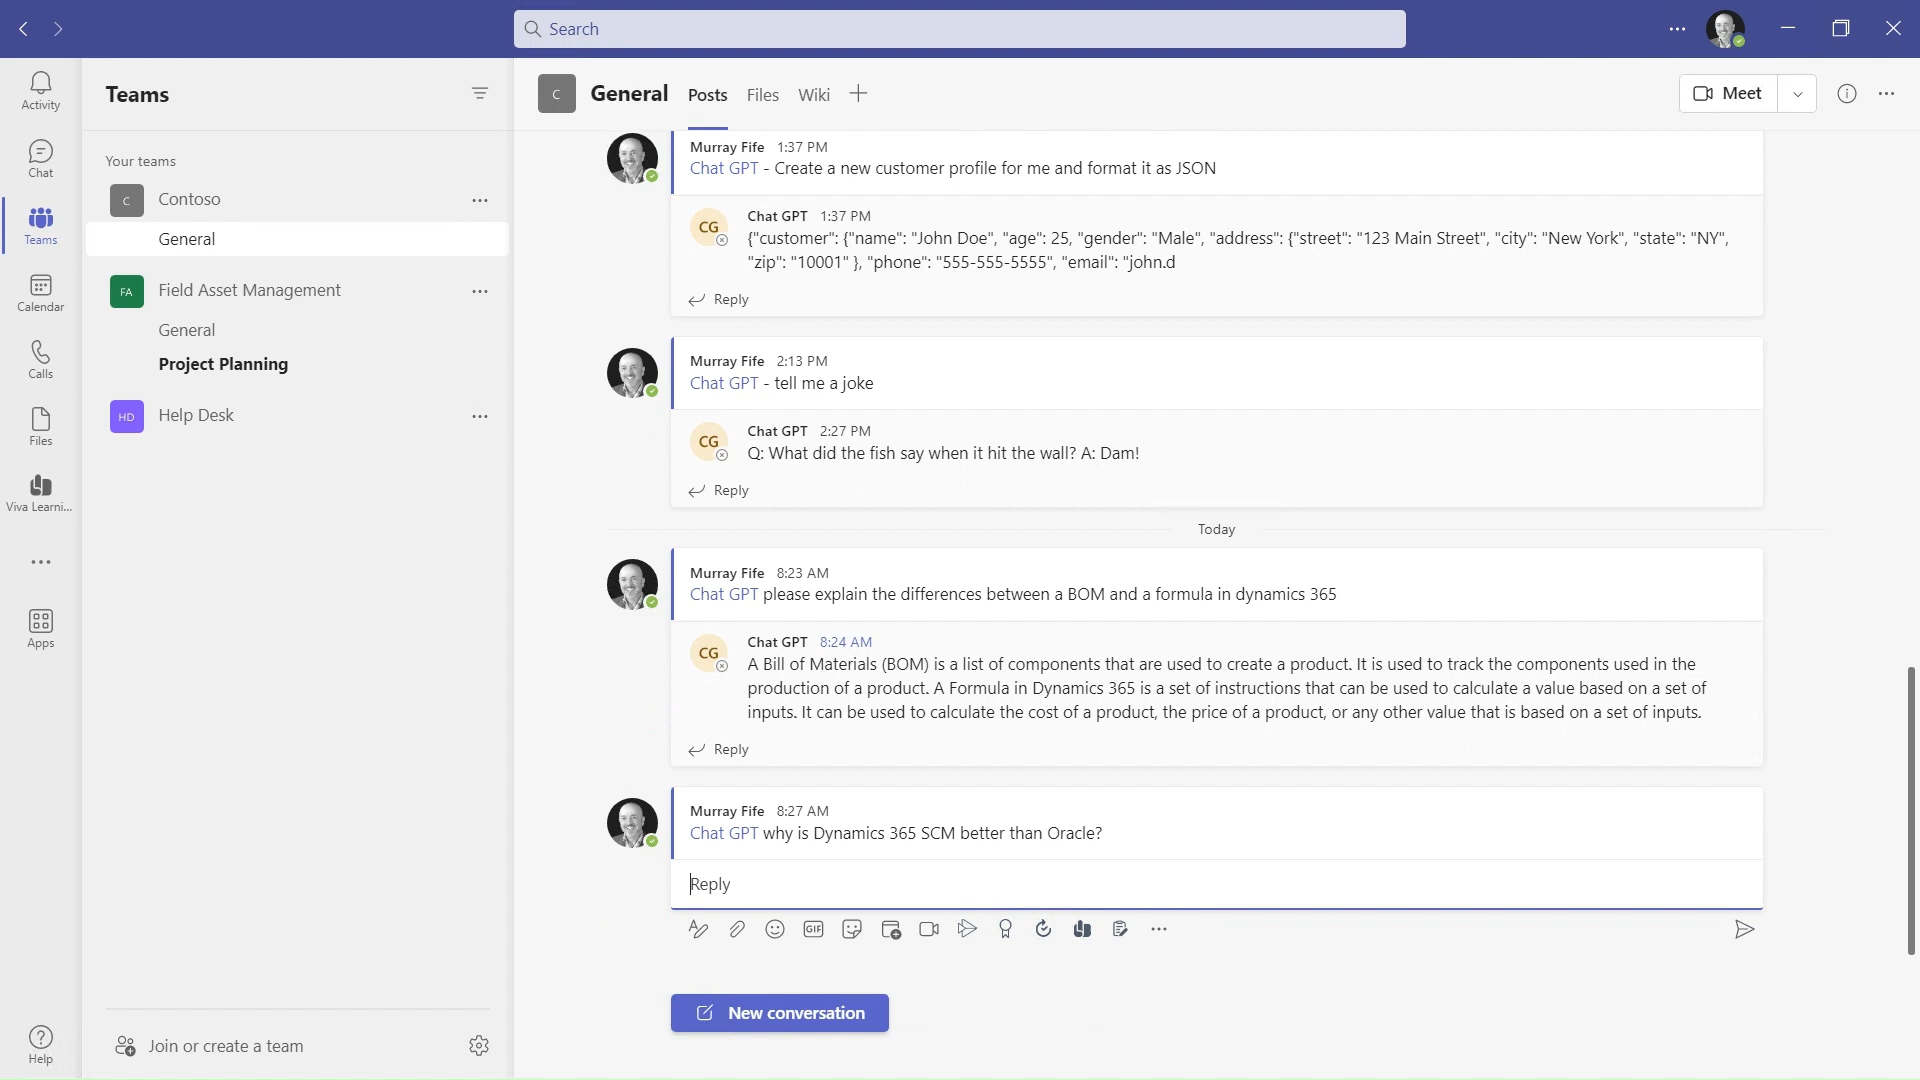 Search
Activity
Chat
Teams
Calendar
Calls
Files
Viva Learni...
Apps
Help
Teams
Your teams
C Contoso
General
FA Field Asset Management
General
Project Planning
HD Help Desk
Join or create a team
C General Posts Files Wiki
Meet
Murray Fife 1:37 PM
Chat GPT - Create a new customer profile for me and format it as JSON
CG Chat GPT 1:37 PM
{"customer": {"name": "John Doe", "age": 25, "gender": "Male", "address": {"street": "123 Main Street", "city": "New York", "state": "NY",
"zip": "10001" }, "phone": "555-555-5555", "email": "john.d
Reply
Murray Fife 2:13 PM
Chat GPT - tell me a joke
CG Chat GPT 2:27 PM
Q: What did the fish say when it hit the wall? A: Dam!
Reply
Today
Murray Fife 8:23 AM
Chat GPT please explain the differences between a BOM and a formula in dynamics 365
CG Chat GPT 8:24 AM
A Bill of Materials (BOM) is a list of components that are used to create a product. It is used to track the components used in the
production of a product. A Formula in Dynamics 365 is a set of instructions that can be used to calculate a value based on a set of
inputs. It can be used to calculate the cost of a product, the price of a product, or any other value that is based on a set of inputs.
Reply
Murray Fife 8:27 AM
Chat GPT why is Dynamics 365 SCM better than Oracle?
Reply
GIF
New conversation